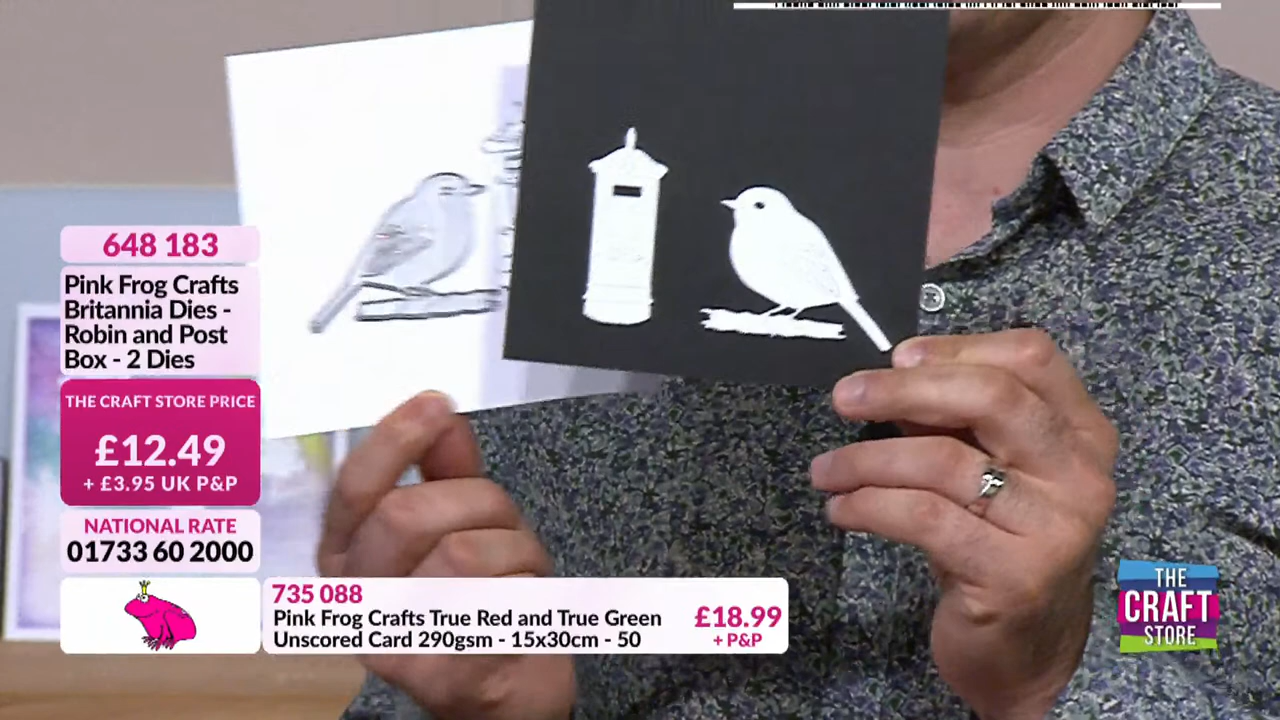 648 183
Pink Frog Crafts
Britannia Dies -
Robin and Post
Box - 2 Dies
THE CRAFT STORE PRICE
£12.49
+ £3.95 UK P&P
NATIONAL RATE
01733 60 2000
735 088
Pink Frog Crafts True Red and True Green
Unscored Card 290gsm - 15x30cm - 50
£18.99
+ P&P
THE
CRAFT
STORE